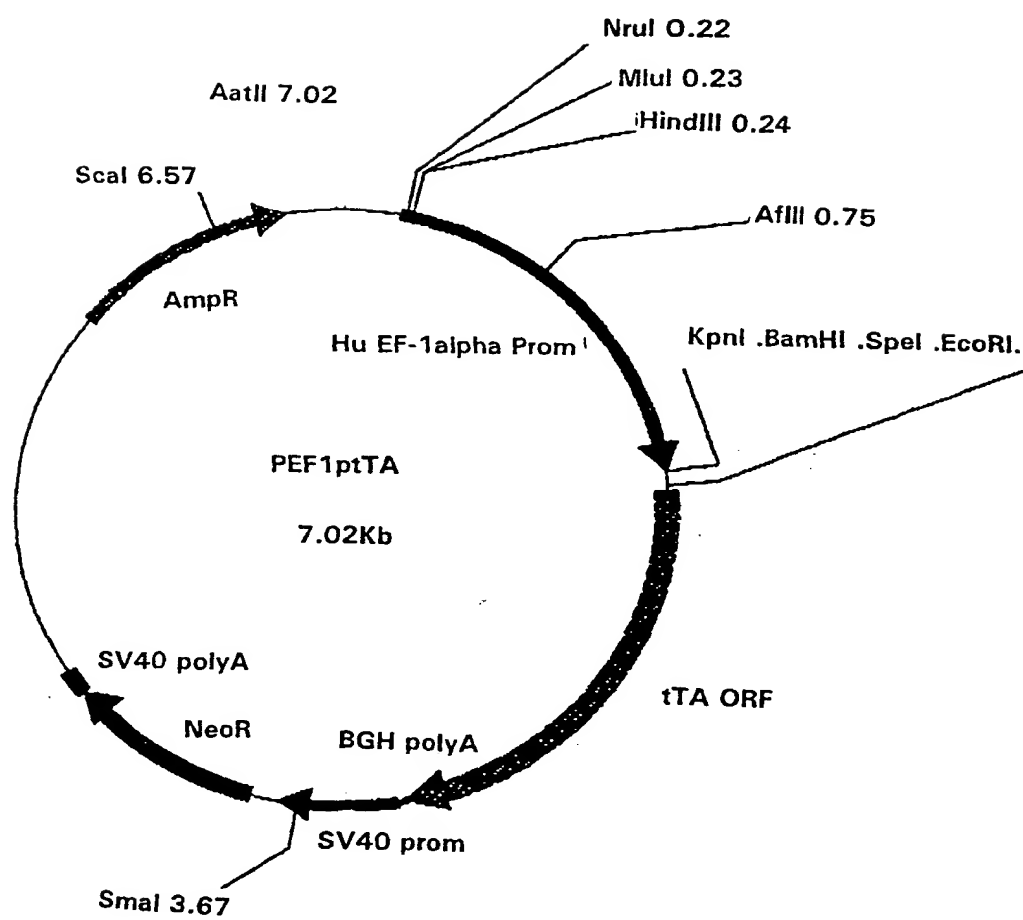 NruI 0.22
AatII 7.02
MluI 0.23
HindIII 0.24
ScaI 6.57
AflII 0.75
AmpR
KpnI .BamHI .SpeI .EcoRI.
Hu EF-1alpha Prom
PEF1ptTA
7.02Kb
SV40 polyA
tTA ORF
NeoR
BGH polyA
SV40 prom
SmaI 3.67